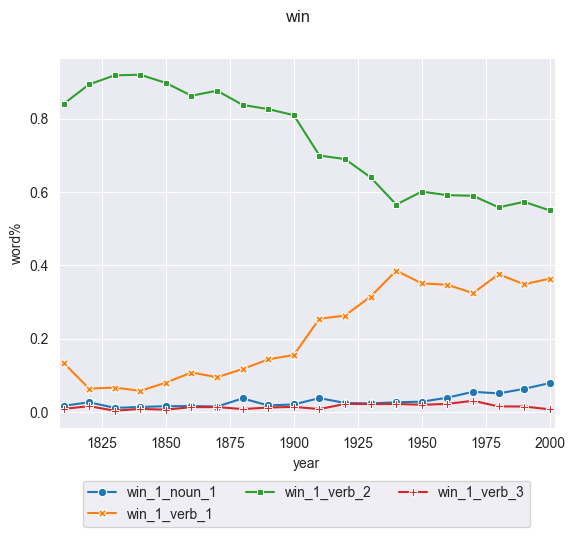 win
0.8
0.6
0.4
0.2
0.0
word%
1825 1850 1875 1900 1925 1950 1975 2000
year
win_1_noun_1 win_1_verb_2 win_1_verb_3
win_1_verb_1